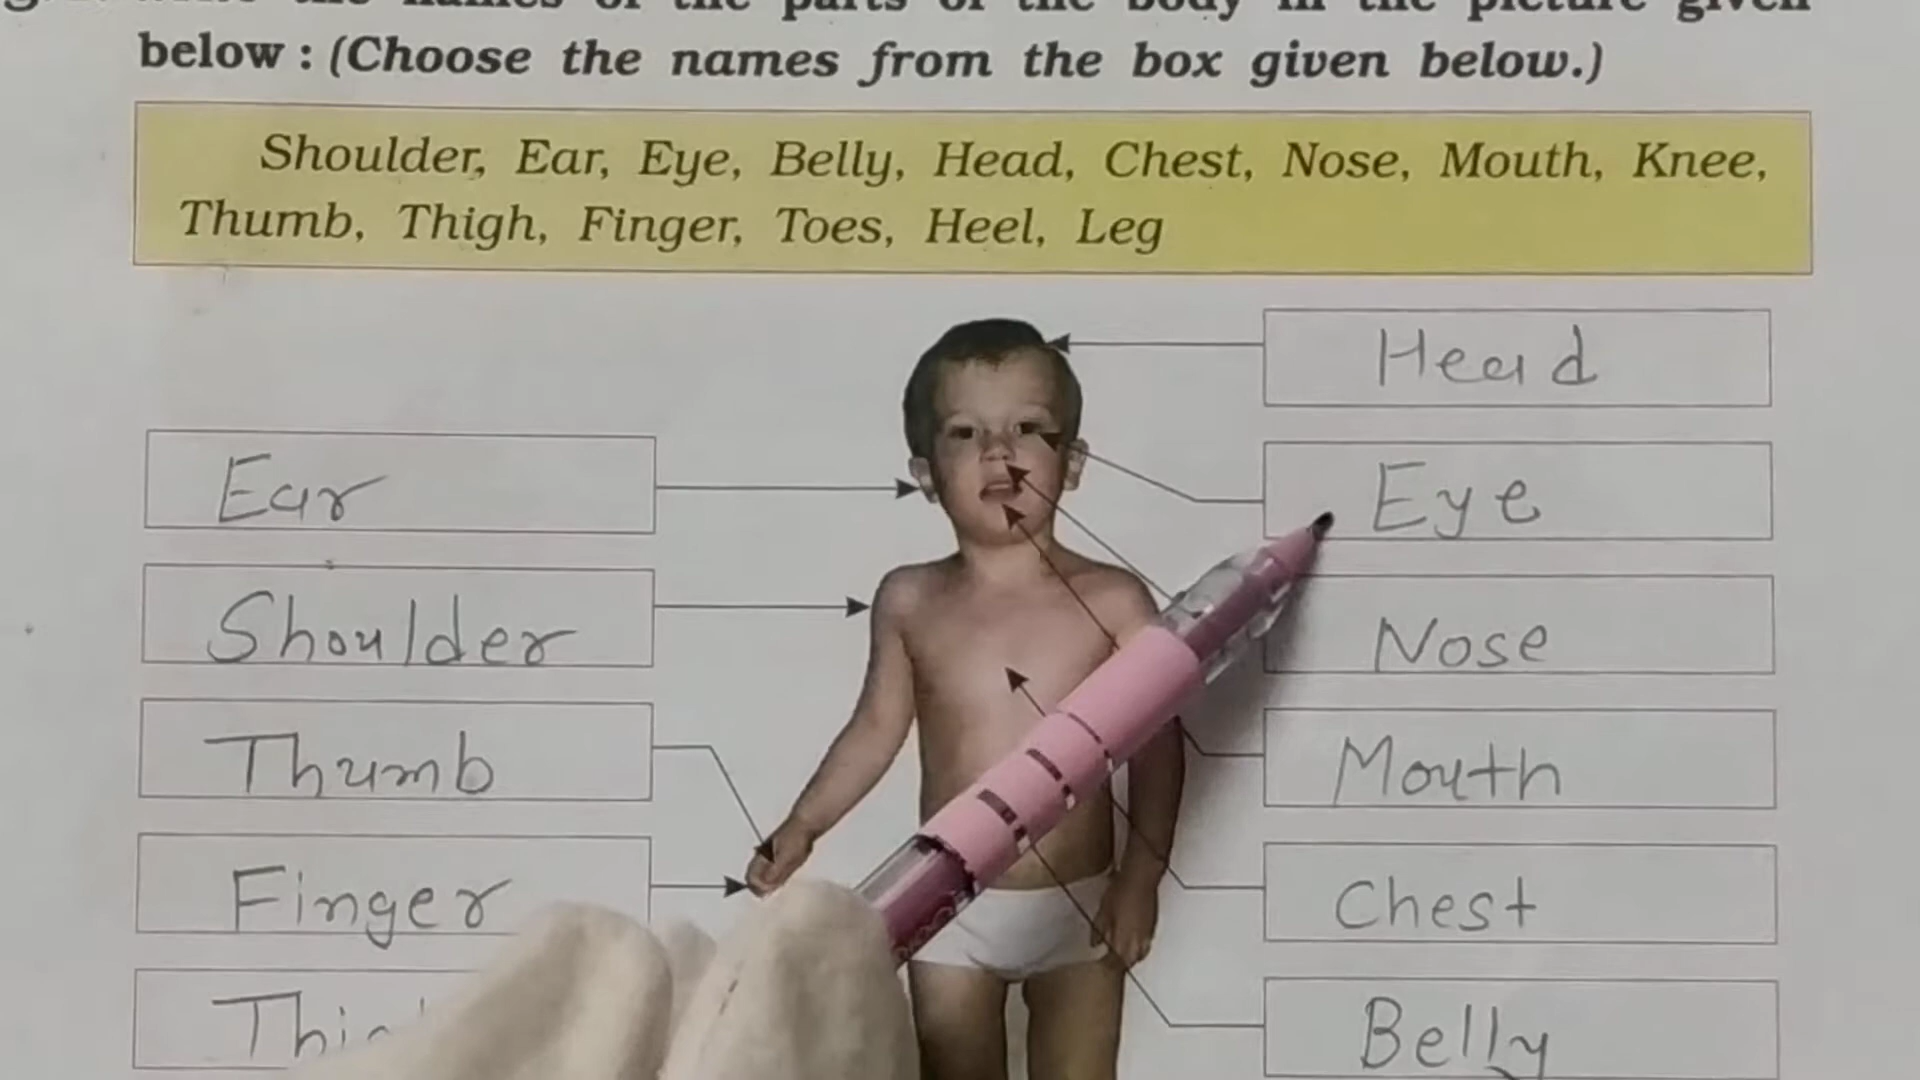 below : (Choose the names from the box given below.)
Shoulder, Ear, Eye, Belly, Head, Chest, Nose, Mouth, Knee,
Thumb, Thigh, Finger, Toes, Heel, Leg
Head
Ear
Eye
Shoulder
Nose
Thumb
Mouth
Finger
Chest
Belly